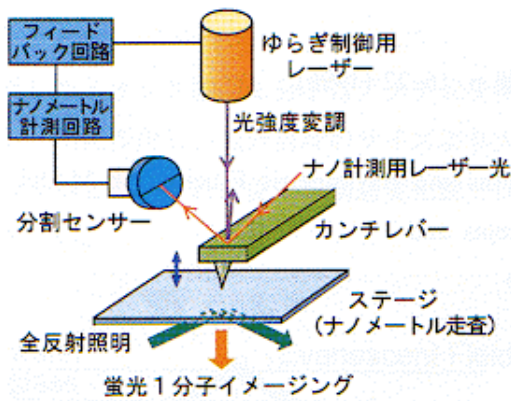 フィード
バック回路
ゆらぎ制御用
レーザー
ナノメートル
計測回路
光強度変調
ナノ計測用レーザー光
分割センサー
カンチレバー
ステージ
(ナノメートル走査)
全反射照明
蛍光1分子イメージング